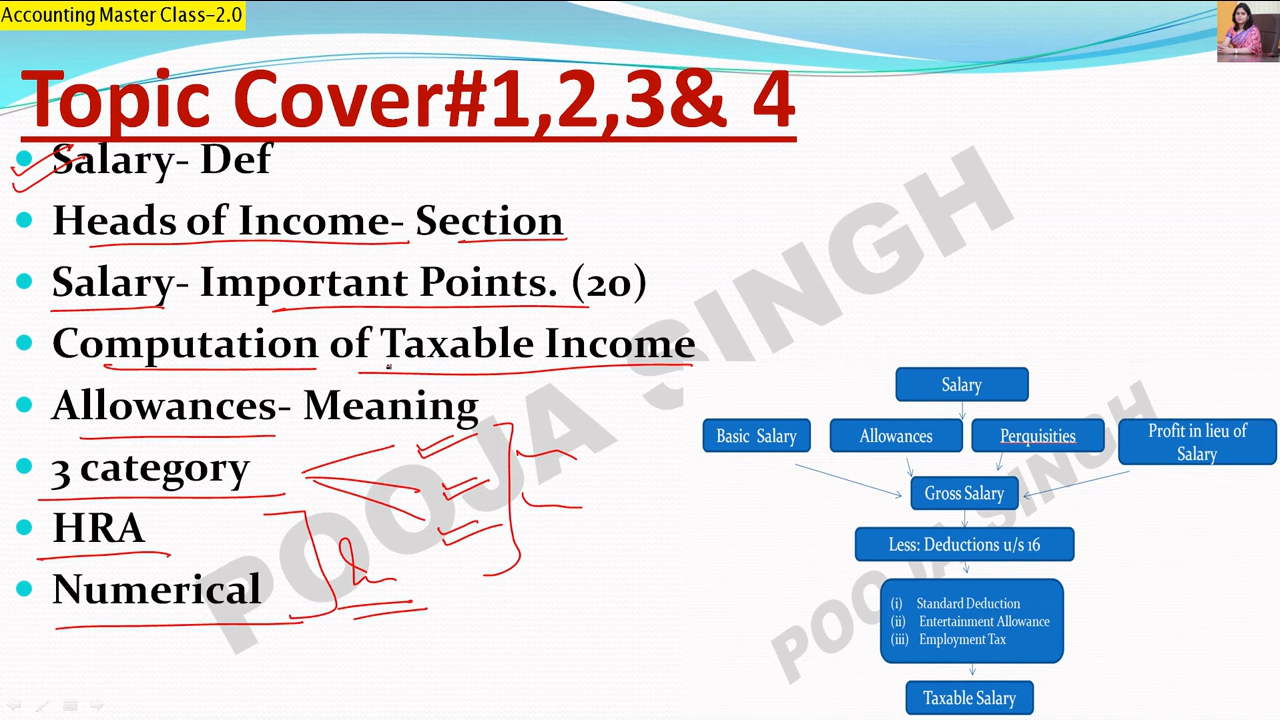 Accounting Master Class-2.0
Topic Cover#1,2,3& 4
Salary- Def
Heads of Income- Section
Salary- Important Points. (20)
Computation of Taxable Income
Allowances- Meaning
3 category
HRA
Numerical
Salary
Basic Salary
Allowances
Perquisities
Profit in lieu of
Salary
Gross Salary
Less: Deductions u/s 16
(i) Standard Deduction
(ii) Entertainment Allowance
(iii) Employment Tax
Taxable Salary
POOJA SINGH
POOJA SINGH